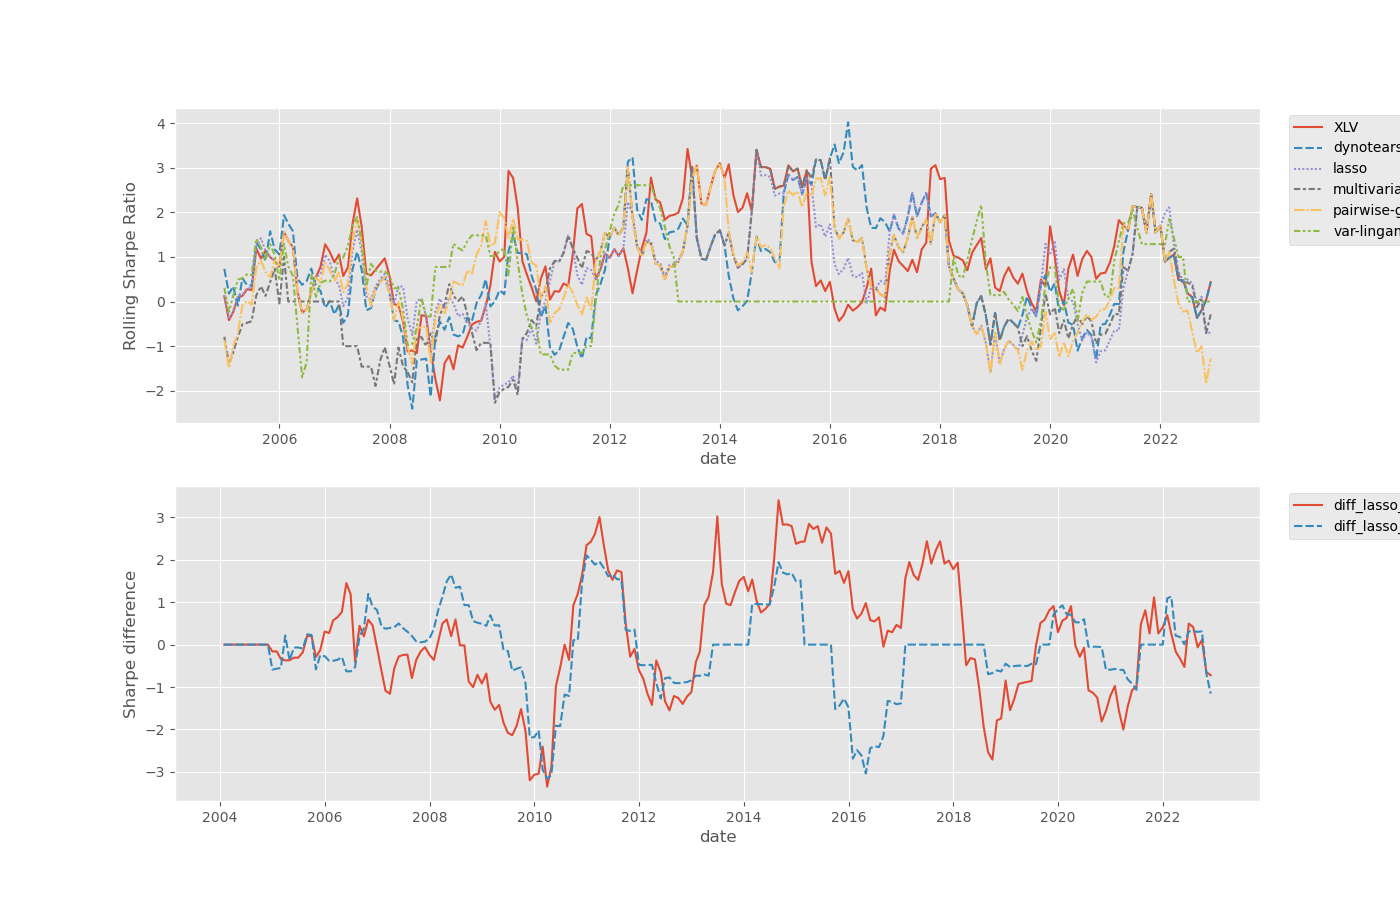 4
3
2
1
0
−1
−2
Rolling Sharpe Ratio
2006 2008 2010 2012 2014 2016 2018 2020 2022
date
XLV
dynotears
lasso
multivaria
pairwise-g
var-lingam
3
2
1
0
−1
−2
−3
Sharpe difference
2004 2006 2008 2010 2012 2014 2016 2018 2020 2022
date
diff_lasso_
diff_lasso_